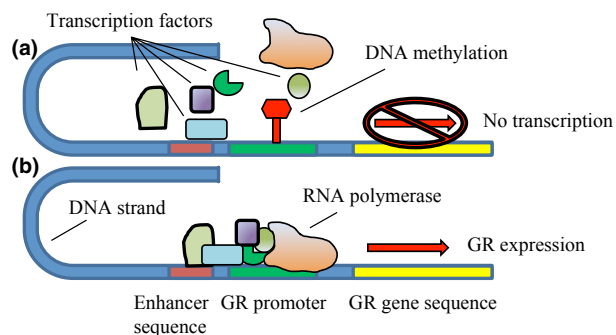 Transcription factors
(a)
DNA methylation
No transcription
(b)
DNA strand
RNA polymerase
GR expression
Enhancer sequence
GR promoter
GR gene sequence